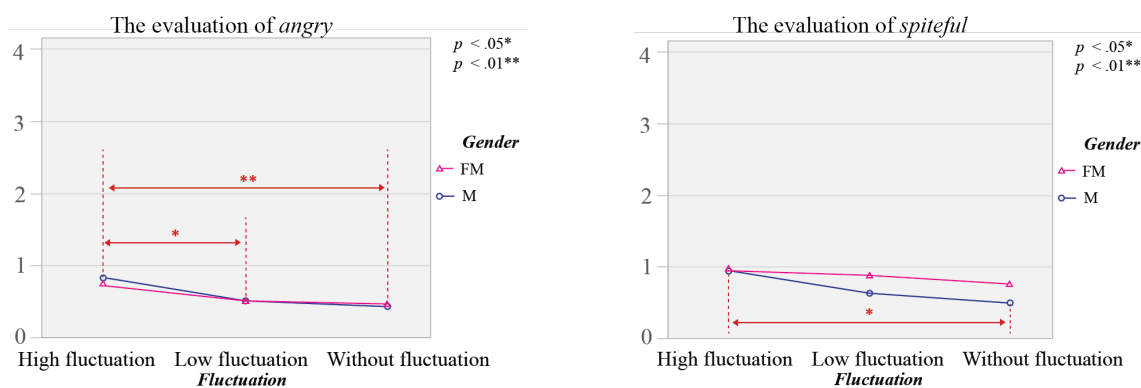 The evaluation of angry
p < .05*
p < .01**
4
3
2
1
0
**
*
Gender
FM
M
High fluctuation Low fluctuation Without fluctuation
Fluctuation
The evaluation of spiteful
p < .05*
p < .01**
4
3
2
1
0
*
Gender
FM
M
High fluctuation Low fluctuation Without fluctuation
Fluctuation